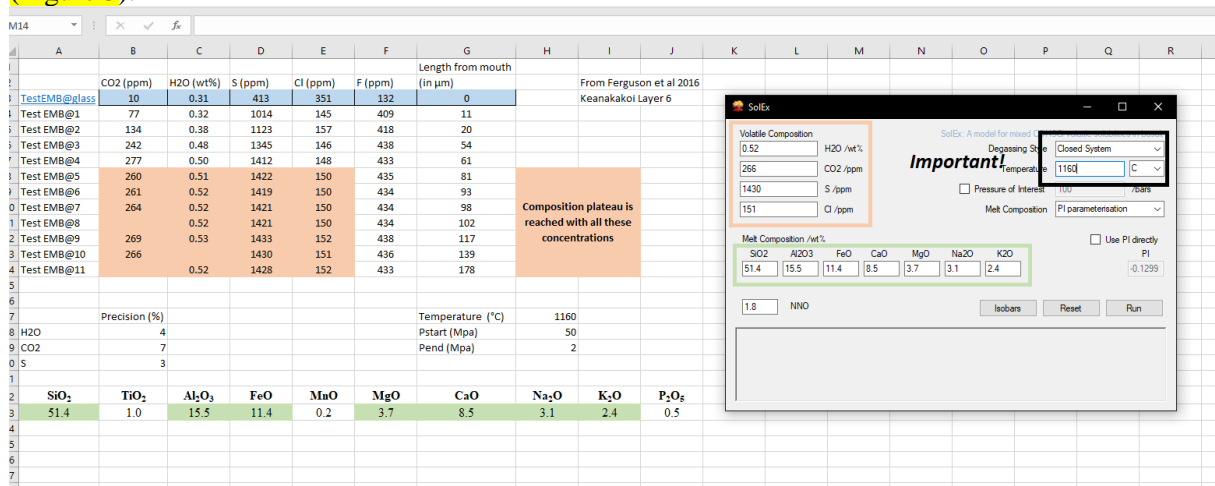 M14
fx
A B C D E F G H I J K L M N O P Q R
Length from mouth
CO2 (ppm) H2O (wt%) S (ppm) Cl (ppm) F (ppm) (in µm) From Ferguson et al 2016
TestEMB@glass 10 0.31 413 351 132 0 Keanakakoi Layer 6
Test EMB@1 77 0.32 1014 145 409 11
Test EMB@2 134 0.38 1123 157 418 20
Test EMB@3 242 0.48 1345 146 438 54
Test EMB@4 277 0.50 1412 148 433 61
Test EMB@5 260 0.51 1422 150 435 81
Test EMB@6 261 0.52 1419 150 434 93
Test EMB@7 264 0.52 1421 150 434 98 Composition plateau is
Test EMB@8 0.52 1421 150 434 102 reached with all these
Test EMB@9 269 0.53 1433 152 438 117 concentrations
Test EMB@10 266 1430 151 436 139
Test EMB@11 0.52 1428 152 433 178
Precision (%) Temperature (°C) 1160
H2O 4 Pstart (Mpa) 50
CO2 7 Pend (Mpa) 2
S 3
SiO₂ TiO₂ Al₂O₃ FeO MnO MgO CaO Na₂O K₂O P₂O₅
51.4 1.0 15.5 11.4 0.2 3.7 8.5 3.1 2.4 0.5
SolEx
Volatile Composition SolEx: A model for mixed
0.52 H2O /wt% Degassing Style Closed System
266 CO2 /ppm Important! Temperature 1160 C
1430 S /ppm Pressure of Interest 100 /bars
151 Cl /ppm Melt Composition PI parameterisation
Melt Composition /wt% Use PI directly
SiO2 Al2O3 FeO CaO MgO Na2O K2O PI
51.4 15.5 11.4 8.5 3.7 3.1 2.4 -0.1299
1.8 NNO Isobars Reset Run